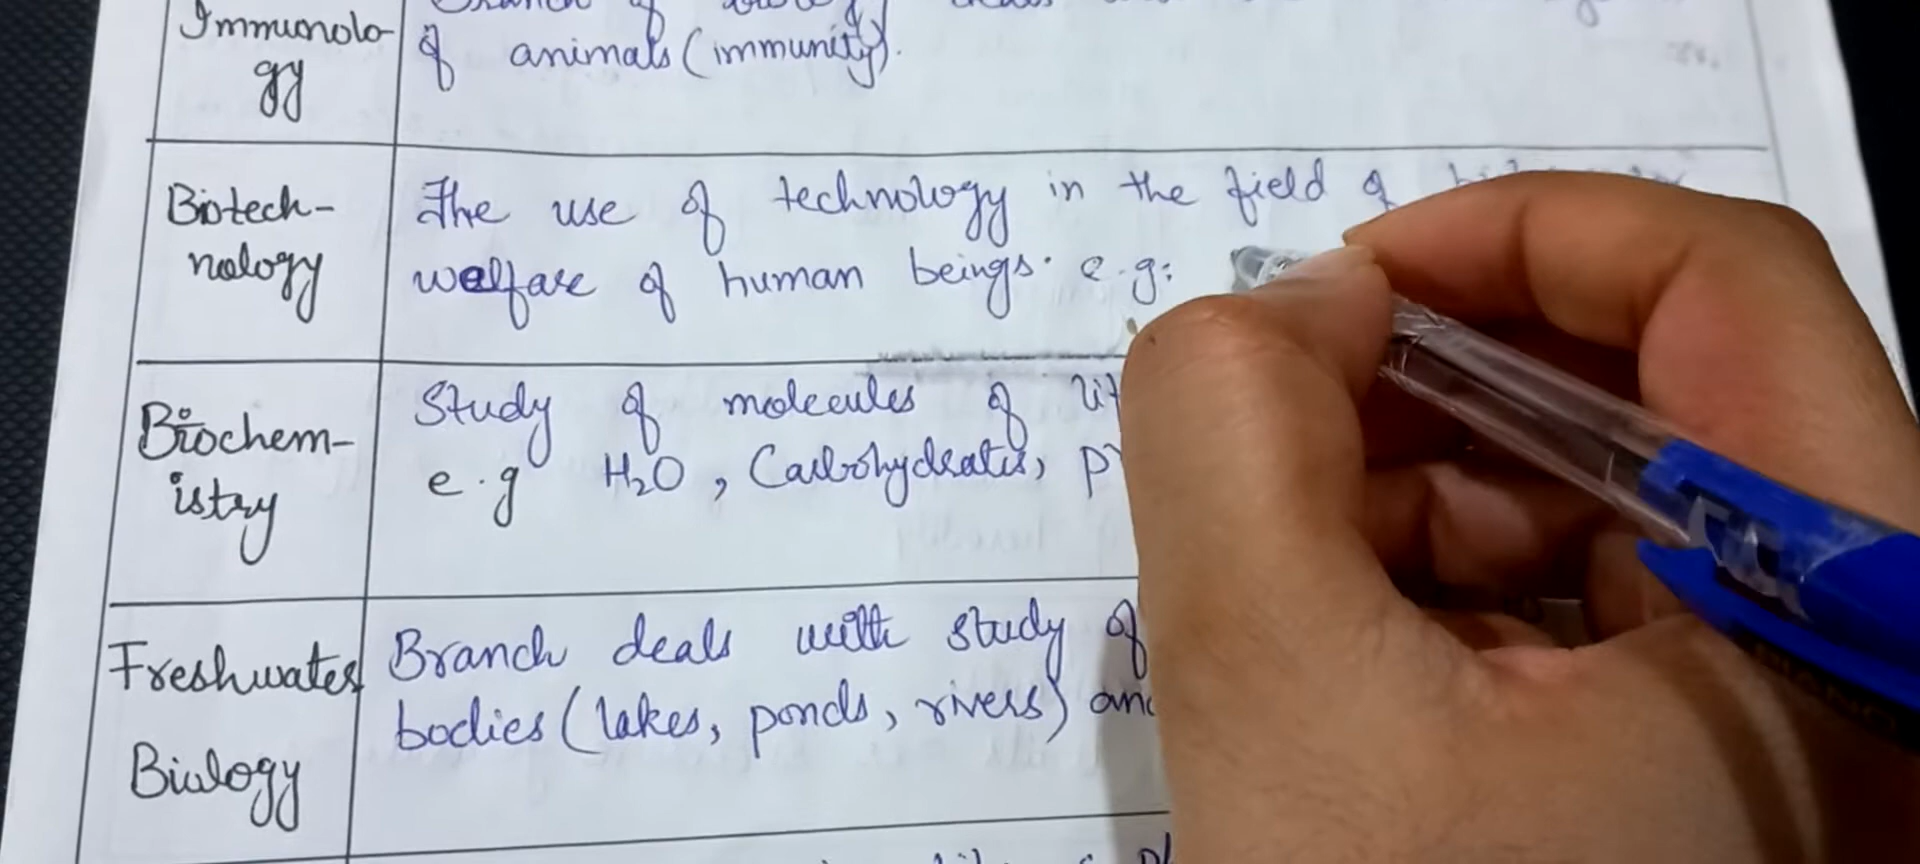 Immunolo-
gy
of animals (immunity).
Biotech-
nology
The use of technology in the field of
welfare of human beings. e.g:
Biochem-
istry
Study of molecules of
e.g H₂O, Carbohydrates,
Freshwater
Biology
Branch deals with study of
bodies (lakes, ponds, rivers) and